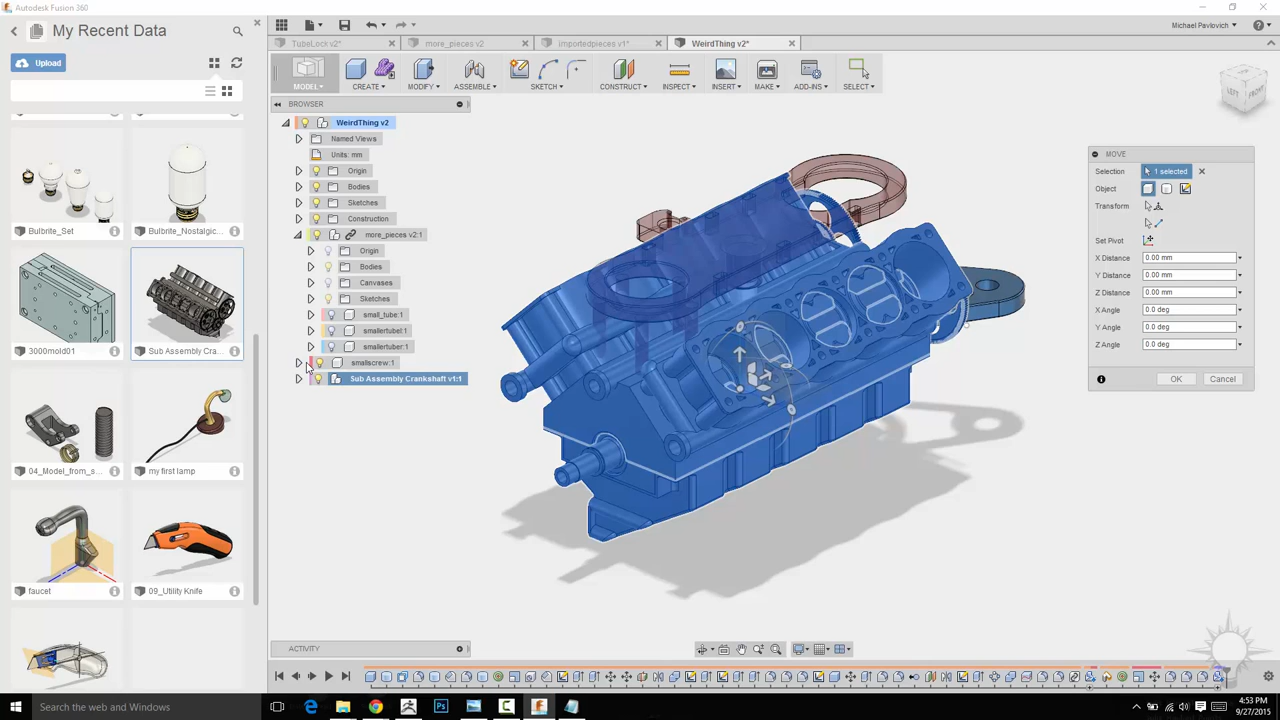 Autodesk Fusion 360
My Recent Data
Upload
Bulbrite_Set
Bulbrite_Nostalgic...
3000mold01
Sub Assembly Cra...
04_Model_from_s...
my first lamp
faucet
09_Utility Knife
Michael Pavlovich
TubeLock v2*
more_pieces v2
importedpieces v1*
WeirdThing v2*
MODEL
CREATE
MODIFY
ASSEMBLE
SKETCH
CONSTRUCT
INSPECT
INSERT
MAKE
ADD-INS
SELECT
BROWSER
WeirdThing v2
Named Views
Units: mm
Origin
Bodies
Sketches
Construction
more_pieces v2:1
Origin
Bodies
Canvases
Sketches
small_tube:1
smallertubel:1
smallertuber:1
smallscrew:1
Sub Assembly Crankshaft v1:1
LEFT
FRONT
MOVE
Selection
1 selected
Object
Transform
Set Pivot
X Distance
0.00 mm
Y Distance
0.00 mm
Z Distance
0.00 mm
X Angle
0.0 deg
Y Angle
0.0 deg
Z Angle
0.0 deg
OK
Cancel
ACTIVITY
Search the web and Windows
4:53 PM
9/27/2015